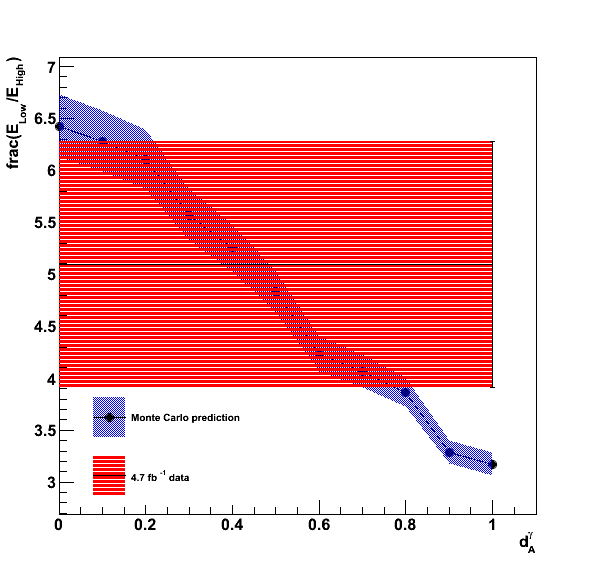 frac(E_Low/E_High)
7
6.5
6
5.5
5
4.5
4
3.5
3
Monte Carlo prediction
4.7 fb⁻¹ data
0 0.2 0.4 0.6 0.8 1
d_A^γ